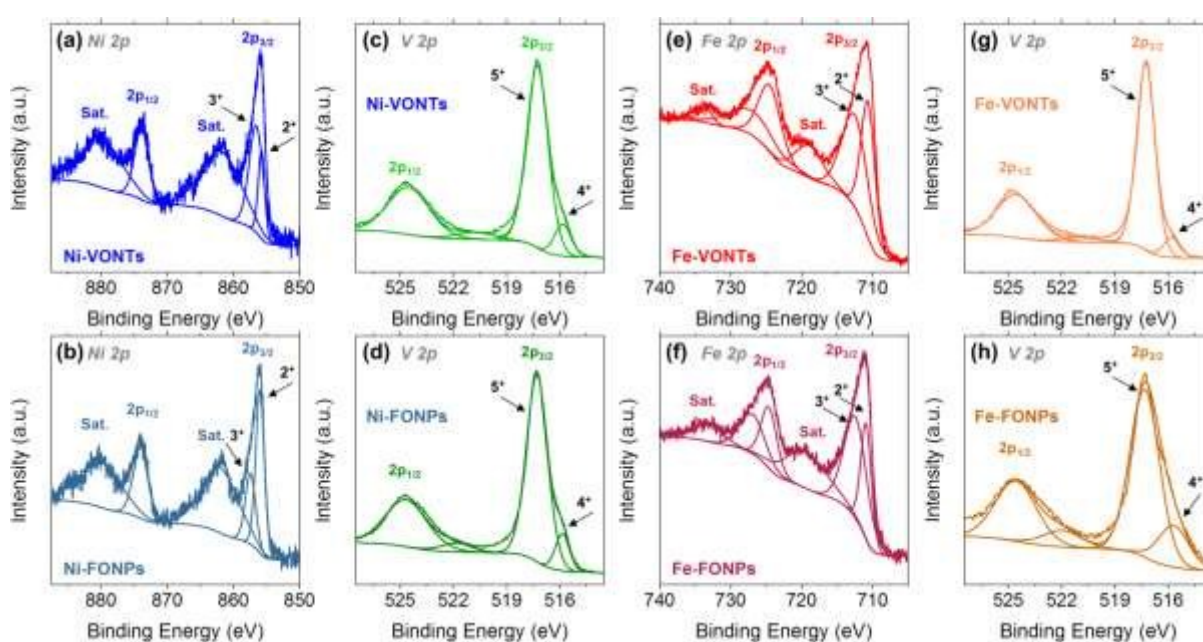 (a) Ni 2p
2p3/2
3+
2p1/2
Sat.
Sat.
2+
Ni-VONTs
Intensity (a.u.)
880 870 860 850
Binding Energy (eV)
(c) V 2p
2p3/2
5+
Ni-VONTs
2p1/2
4+
Intensity (a.u.)
525 522 519 516
Binding Energy (eV)
(e) Fe 2p
2p1/2
2p3/2
2+
3+
Sat.
Sat.
Fe-VONTs
Intensity (a.u.)
740 730 720 710
Binding Energy (eV)
(g) V 2p
2p3/2
5+
Fe-VONTs
2p1/2
4+
Intensity (a.u.)
525 522 519 516
Binding Energy (eV)
(b) Ni 2p
2p3/2
2+
2p1/2
Sat.
Sat.
3+
Ni-FONPs
Intensity (a.u.)
880 870 860 850
Binding Energy (eV)
(d) V 2p
2p3/2
5+
Ni-FONPs
2p1/2
4+
Intensity (a.u.)
525 522 519 516
Binding Energy (eV)
(f) Fe 2p
2p1/2
2p3/2
2+
3+
Sat.
Sat.
Fe-FONPs
Intensity (a.u.)
740 730 720 710
Binding Energy (eV)
(h) V 2p
2p3/2
5+
Fe-FONPs
2p1/2
4+
Intensity (a.u.)
525 522 519 516
Binding Energy (eV)